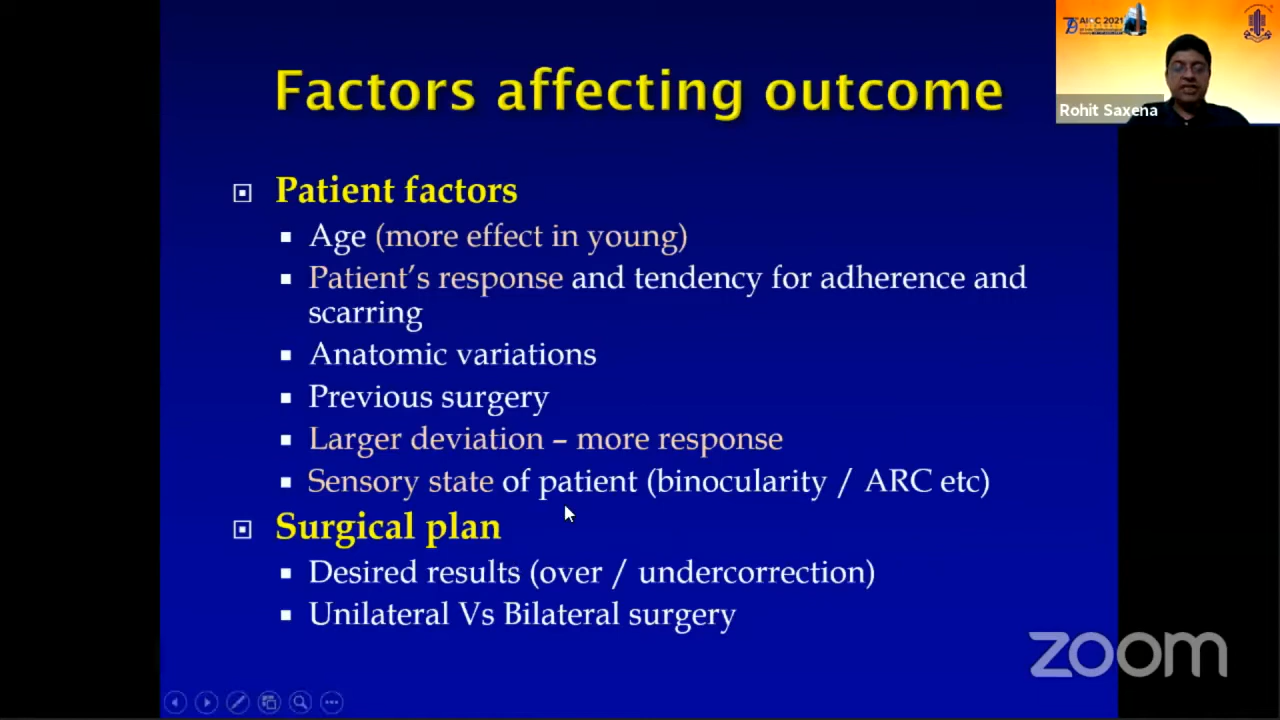 AIOC 2021
Rohit Saxena
Factors affecting outcome
Patient factors
Age (more effect in young)
Patient’s response and tendency for adherence and
scarring
Anatomic variations
Previous surgery
Larger deviation – more response
Sensory state of patient (binocularity / ARC etc)
Surgical plan
Desired results (over / undercorrection)
Unilateral Vs Bilateral surgery
zoom